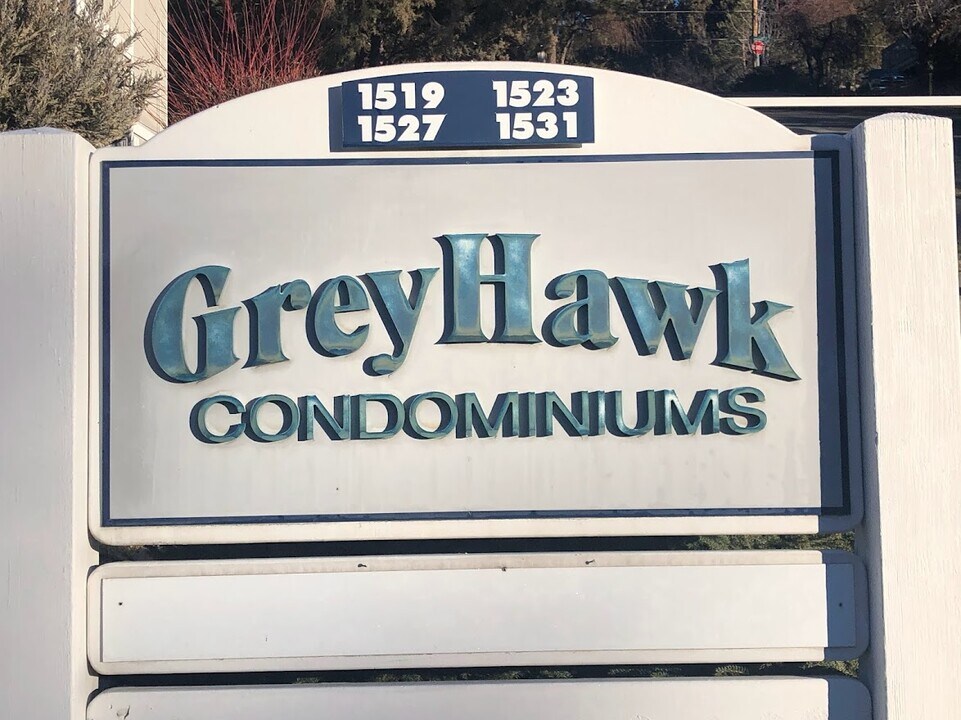 1519 1523
1527 1531
GreyHawk
CONDOMINIUMS